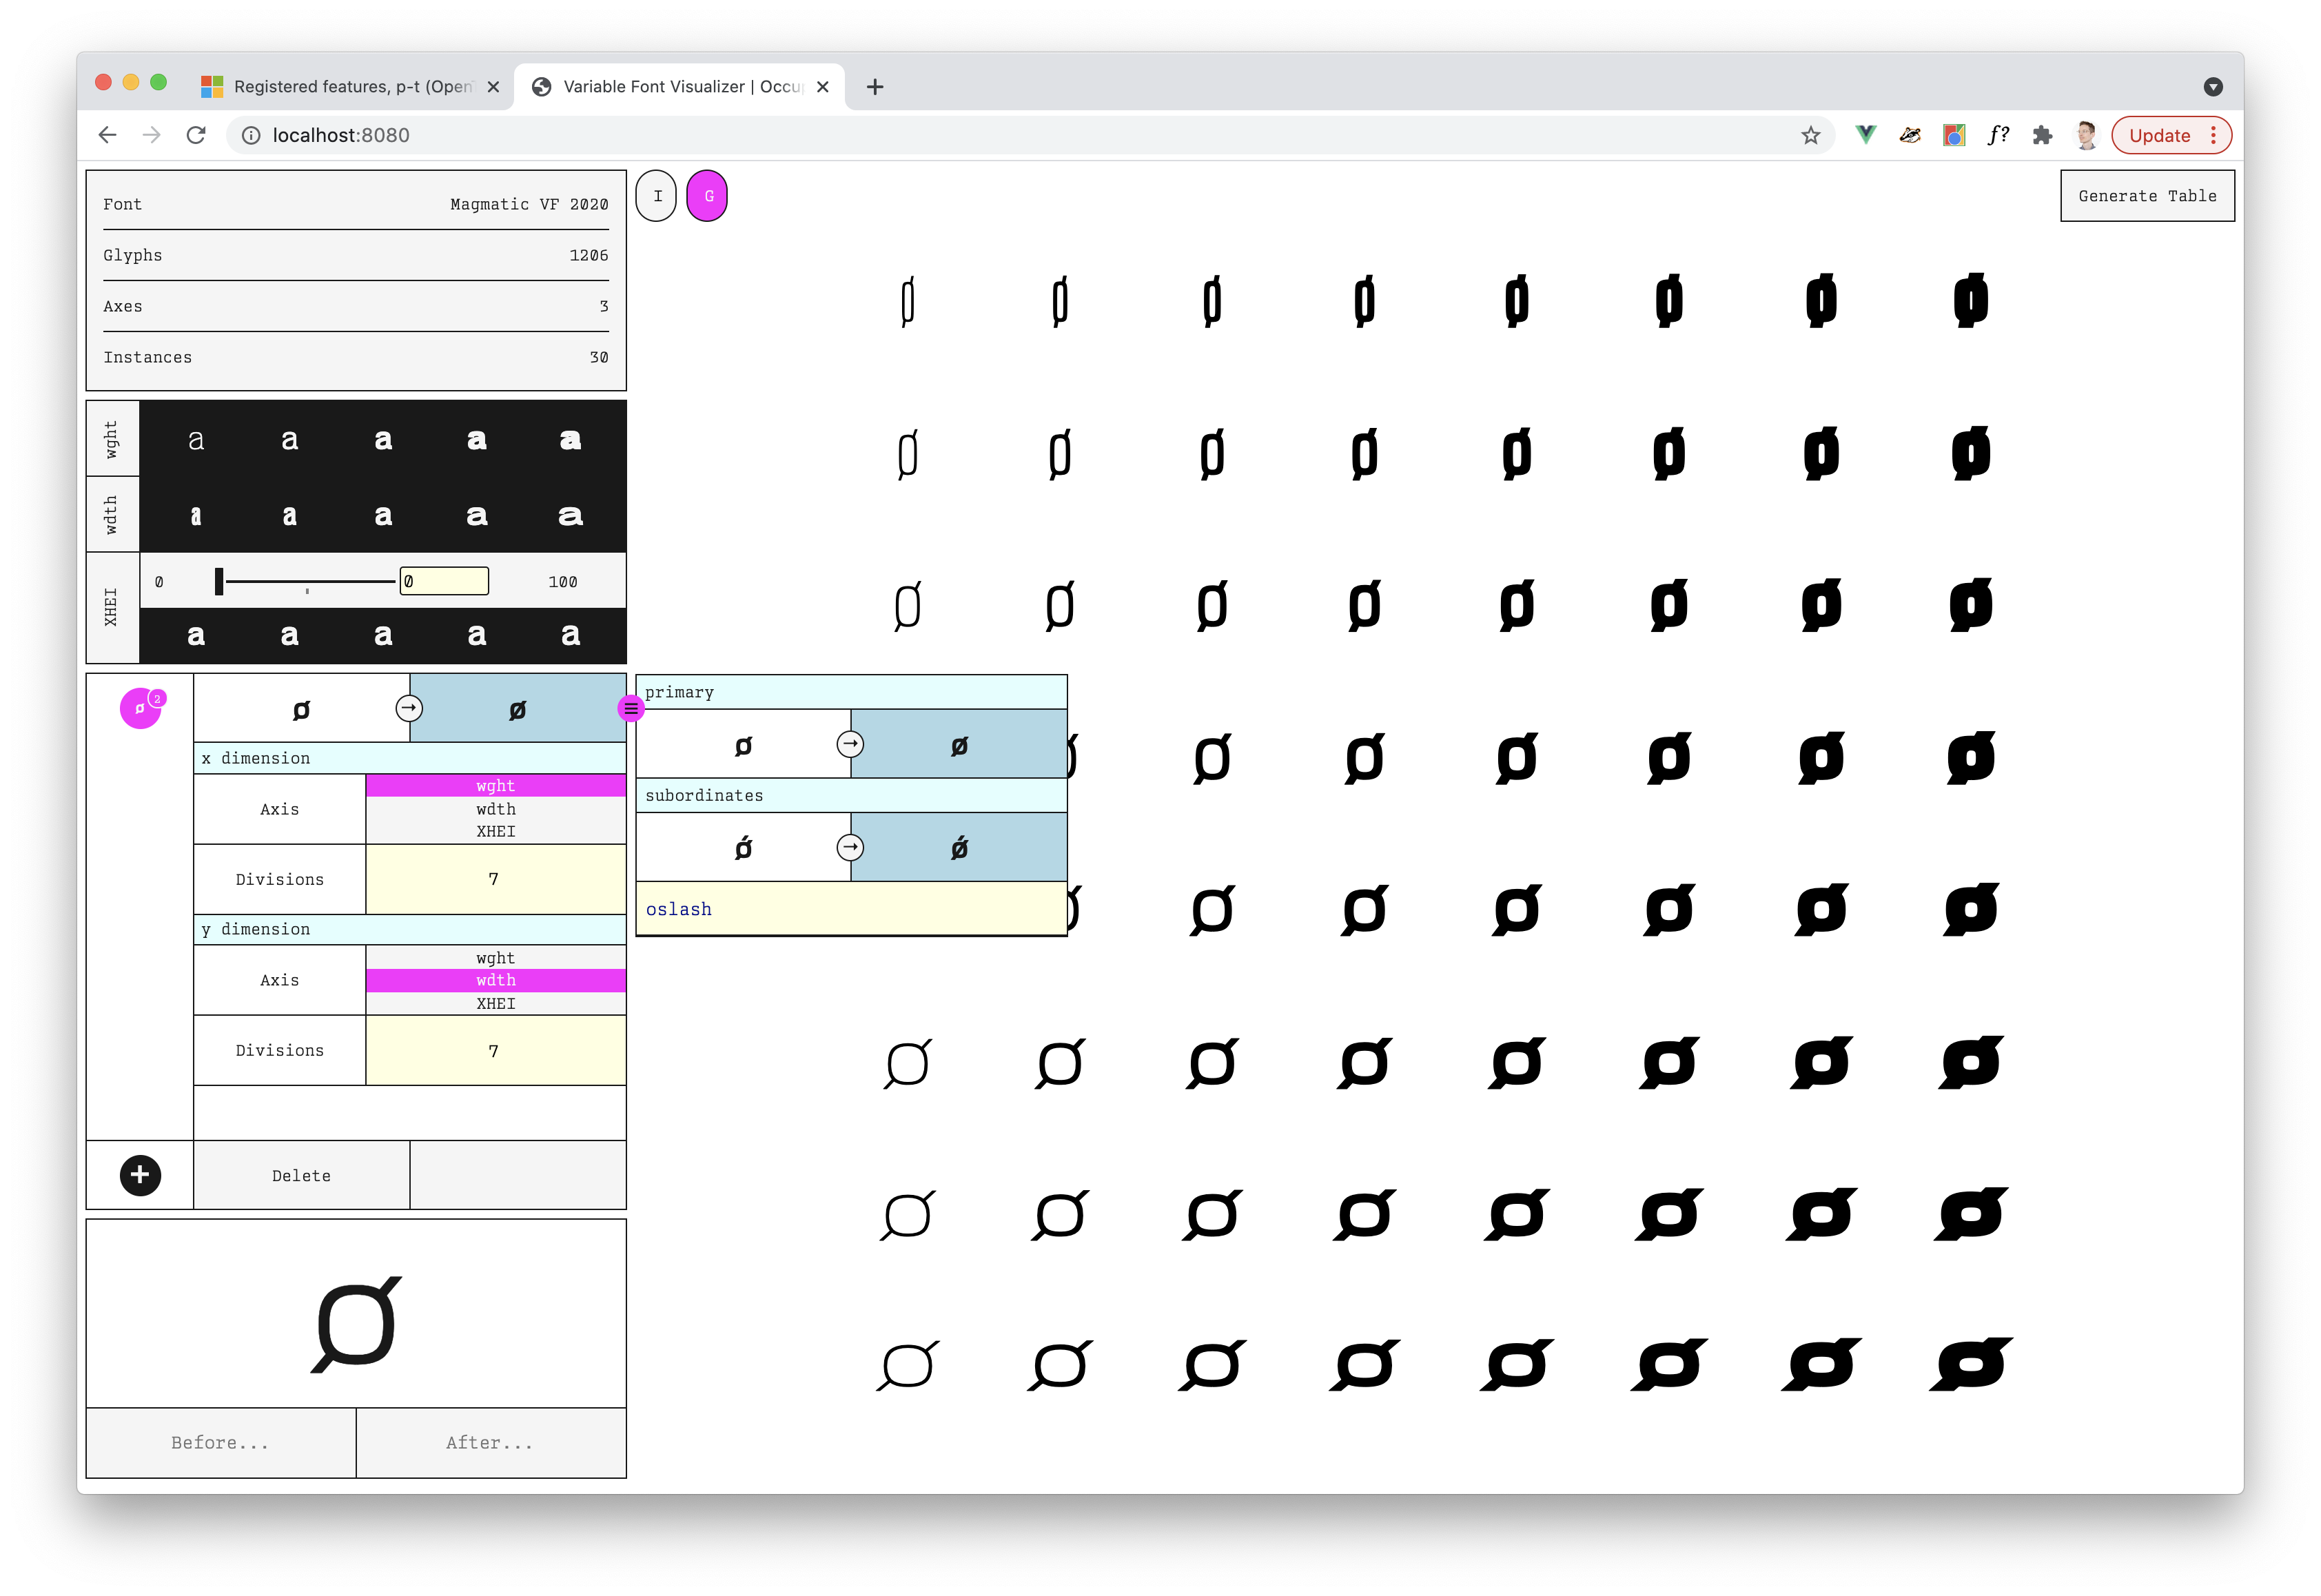 Registered features, p-t (Open
Variable Font Visualizer | Occu
localhost:8080
f?
Update
Font Magmatic VF 2020
Glyphs 1206
Axes 3
Instances 30
I G
Generate Table
wght a a a a a
wdth a a a a a
XHEI 0 0 100
a a a a a
ø 2
ø → ø
x dimension
Axis wght
wdth
XHEI
Divisions 7
y dimension
Axis wght
wdth
XHEI
Divisions 7
+ Delete
primary
ø → ø
subordinates
ǿ → ǿ
oslash
ø ø ø ø ø ø ø ø
ø ø ø ø ø ø ø ø
ø ø ø ø ø ø ø ø
ø ø ø ø ø ø
ø ø ø ø ø ø
ø ø ø ø ø ø ø ø
ø ø ø ø ø ø ø ø
ø ø ø ø ø ø ø ø
ø
Before... After...